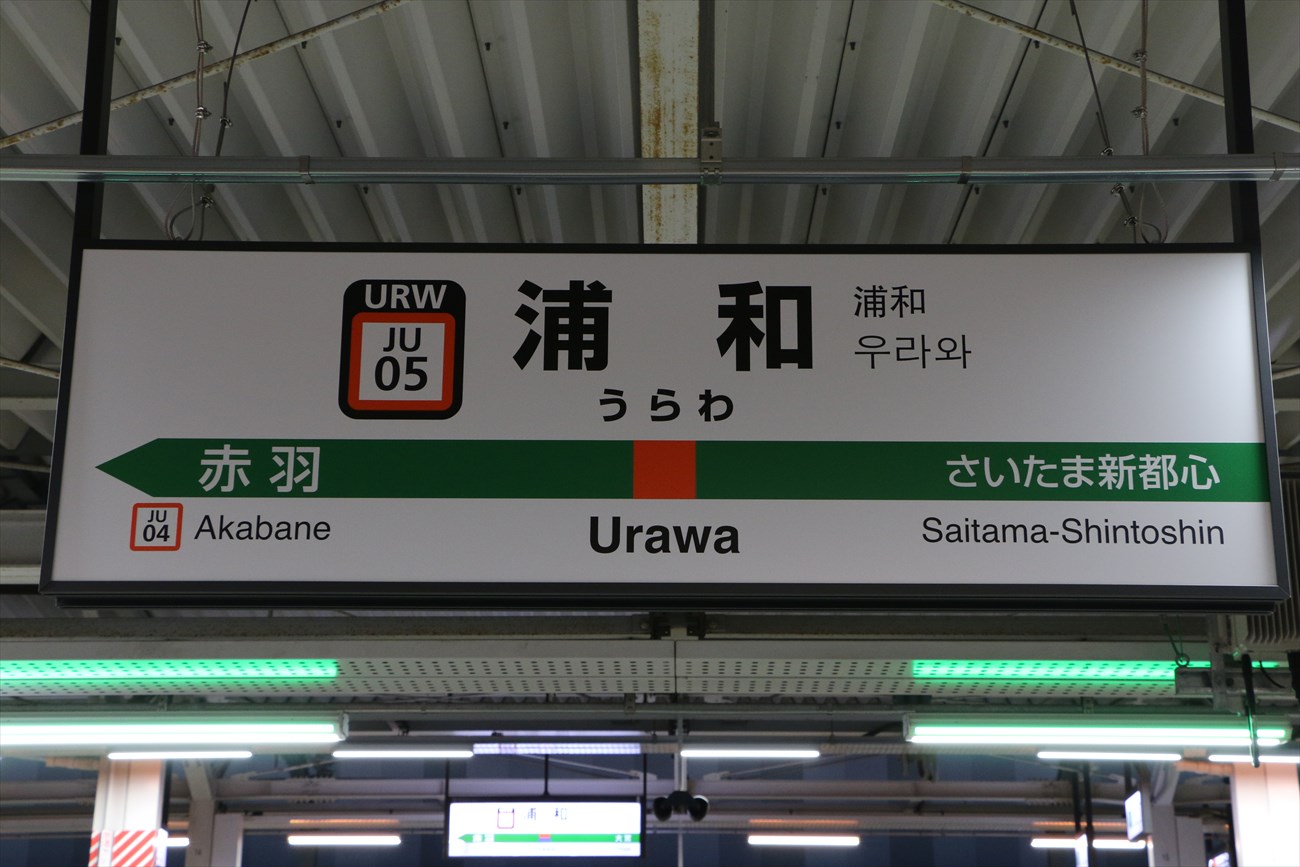 URW
JU
05
浦和
浦和
우라와
うらわ
赤羽
さいたま新都心
JU
04
Akabane
Urawa
Saitama-Shintoshin
浦和